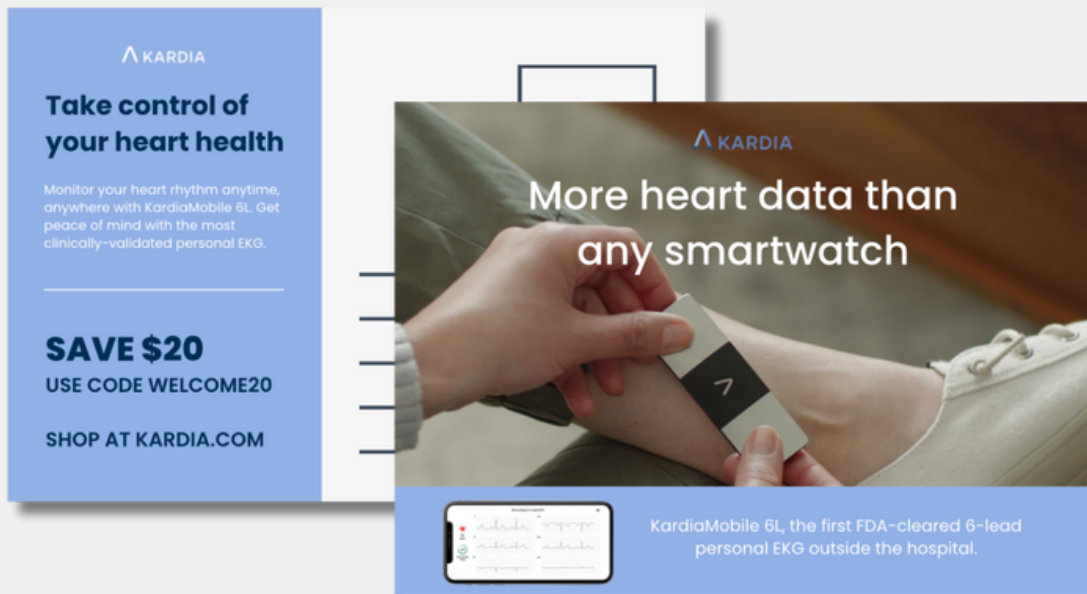 KARDIA
Take control of
your heart health
Monitor your heart rhythm anytime,
anywhere with KardiaMobile 6L. Get
peace of mind with the most
clinically-validated personal EKG.
SAVE $20
USE CODE WELCOME20
SHOP AT KARDIA.COM
KARDIA
More heart data than
any smartwatch
KardiaMobile 6L, the first FDA-cleared 6-lead
personal EKG outside the hospital.